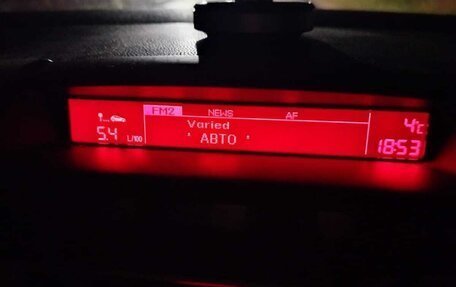 FM2 NEWS AF
Varied
' АВТО '
5.4 L/100
4°C
18:53